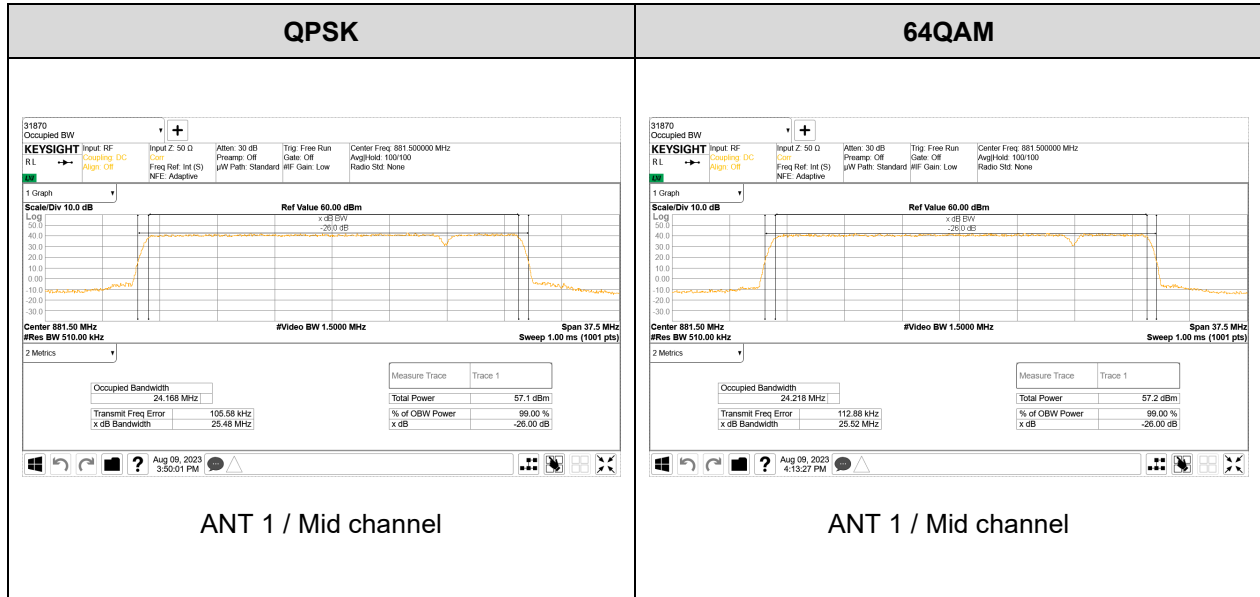 QPSK
64QAM
31870
Occupied BW
KEYSIGHT Input: RF Input Z: 50 Ω Atten: 30 dB Trig: Free Run Center Freq: 881.500000 MHz
R L Coupling: DC Corr Preamp: Off Gate: Off Avg|Hold: 100/100
Align: Off Freq Ref: Int (S) µW Path: Standard #IF Gain: Low Radio Std: None
NFE: Adaptive
1 Graph
Scale/Div 10.0 dB Ref Value 60.00 dBm
Log x dB BW
50.0 -26.0 dB
40.0
30.0
20.0
10.0
0.00
-10.0
-20.0
-30.0
Center 881.50 MHz #Video BW 1.5000 MHz Span 37.5 MHz
#Res BW 510.00 kHz Sweep 1.00 ms (1001 pts)
2 Metrics
Measure Trace Trace 1
Occupied Bandwidth
24.168 MHz Total Power 57.1 dBm
Transmit Freq Error 105.58 kHz % of OBW Power 99.00 %
x dB Bandwidth 25.48 MHz x dB -26.00 dB
? Aug 09, 2023
3:50:01 PM
ANT 1 / Mid channel
31870
Occupied BW
KEYSIGHT Input: RF Input Z: 50 Ω Atten: 30 dB Trig: Free Run Center Freq: 881.500000 MHz
R L Coupling: DC Corr Preamp: Off Gate: Off Avg|Hold: 100/100
Align: Off Freq Ref: Int (S) µW Path: Standard #IF Gain: Low Radio Std: None
NFE: Adaptive
1 Graph
Scale/Div 10.0 dB Ref Value 60.00 dBm
Log x dB BW
50.0 -26.0 dB
40.0
30.0
20.0
10.0
0.00
-10.0
-20.0
-30.0
Center 881.50 MHz #Video BW 1.5000 MHz Span 37.5 MHz
#Res BW 510.00 kHz Sweep 1.00 ms (1001 pts)
2 Metrics
Measure Trace Trace 1
Occupied Bandwidth
24.218 MHz Total Power 57.2 dBm
Transmit Freq Error 112.88 kHz % of OBW Power 99.00 %
x dB Bandwidth 25.52 MHz x dB -26.00 dB
? Aug 09, 2023
4:13:27 PM
ANT 1 / Mid channel